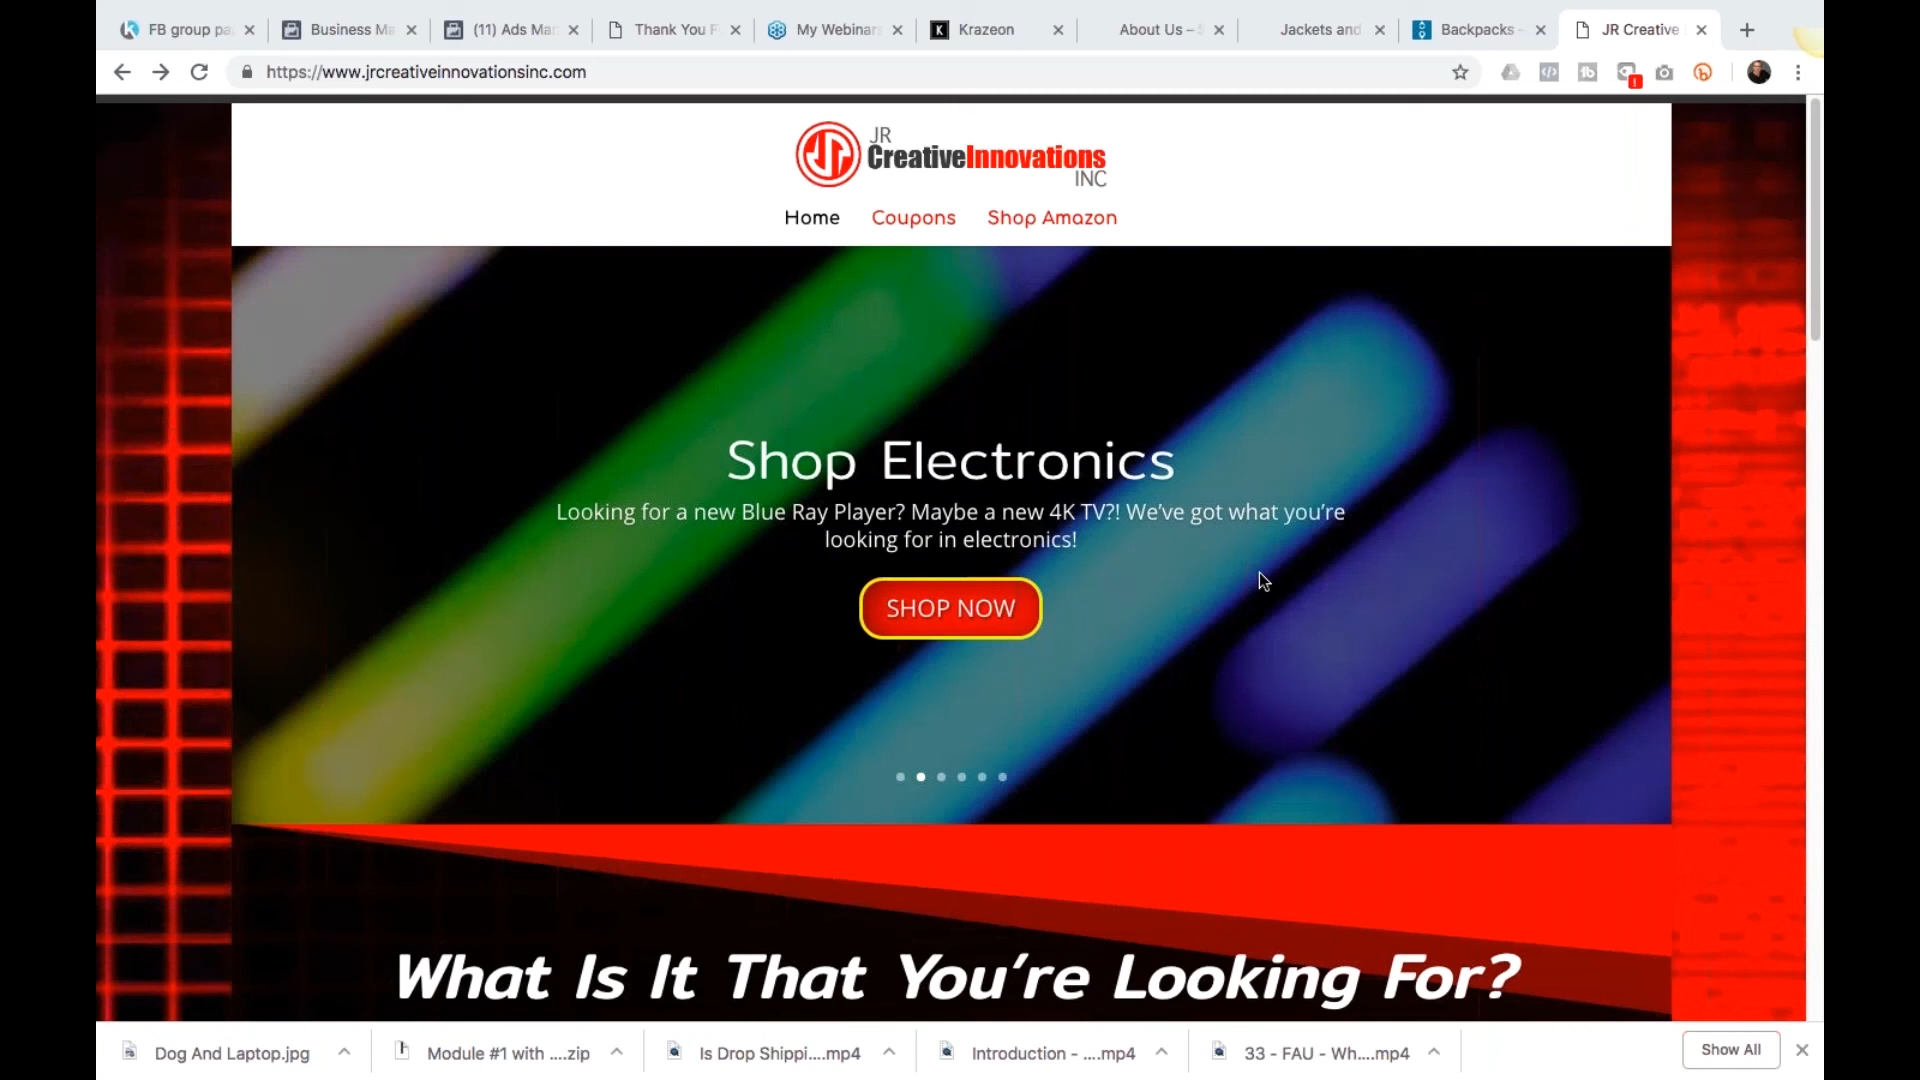 FB group pa
Business Ma
(11) Ads Man
Thank You F
My Webinars
Krazeon
About Us –
Jackets and
Backpacks –
JR Creative
https://www.jrcreativeinnovationsinc.com
JR
CreativeInnovations
INC
Home
Coupons
Shop Amazon
Shop Electronics
Looking for a new Blue Ray Player? Maybe a new 4K TV?! We've got what you're
looking for in electronics!
SHOP NOW
What Is It That You're Looking For?
Dog And Laptop.jpg
Module #1 with ....zip
Is Drop Shippi....mp4
Introduction - ....mp4
33 - FAU - Wh....mp4
Show All